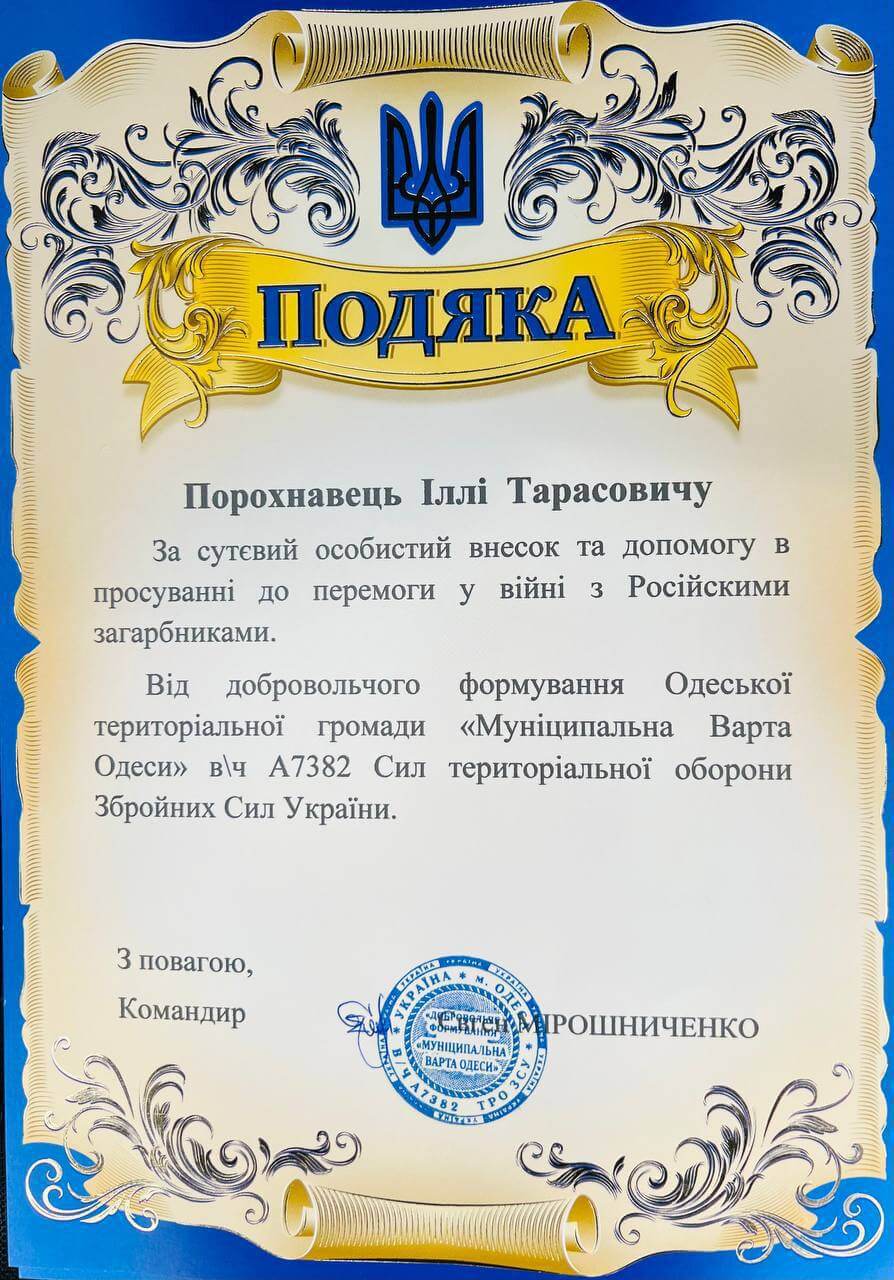 ПОДЯКА
Порохнавець Іллі Тарасовичу
За сутєвий особистий внесок та допомогу в
просуванні до перемоги у війні з Російскими
загарбниками.
Від добровольчого формування Одеської
територіальної громади «Муніципальна Варта
Одеси» в\ч А7382 Сил територіальної оборони
Збройних Сил України.
З повагою,
Командир
Євген МІРОШНИЧЕНКО
УКРАЇНА * м. ОДЕСА
ФОРМУВАННЯ
«МУНІЦИПАЛЬНА
ВАРТА ОДЕСИ»
В/Ч А7382 ТРО ЗСУ